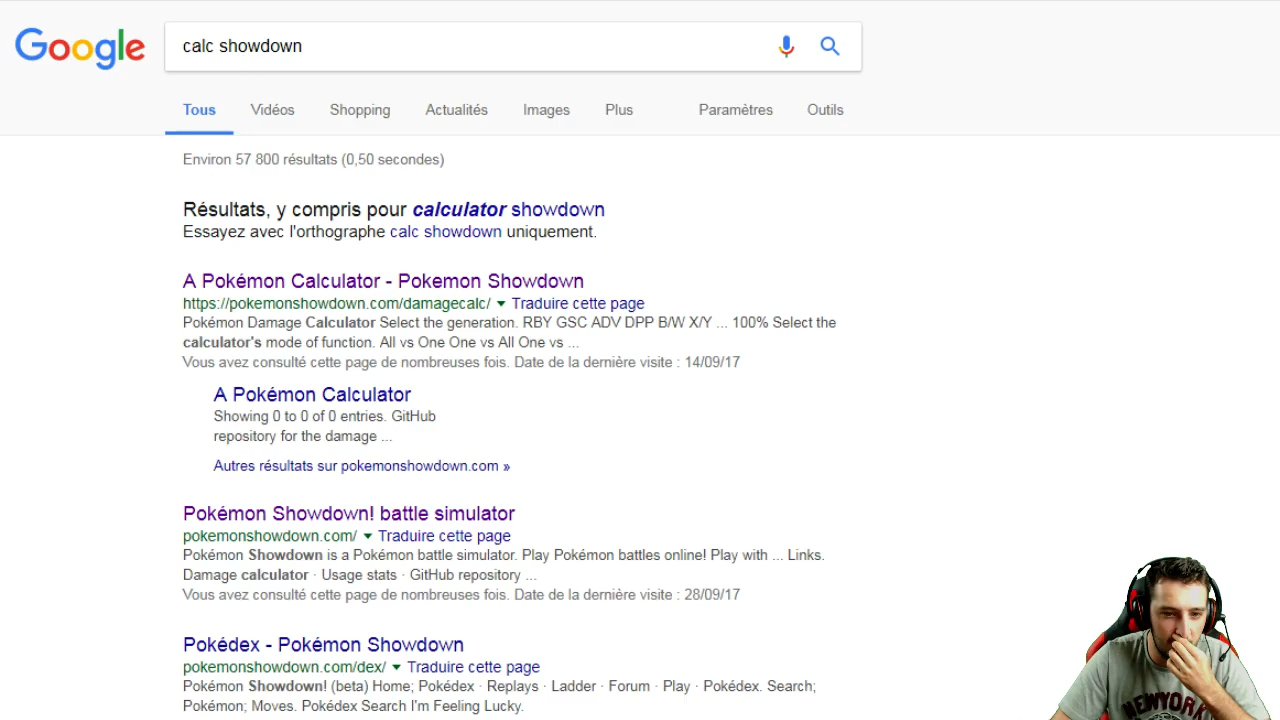 Google
calc showdown
Tous Vidéos Shopping Actualités Images Plus Paramètres Outils
Environ 57 800 résultats (0,50 secondes)
Résultats, y compris pour calculator showdown
Essayez avec l'orthographe calc showdown uniquement.
A Pokémon Calculator - Pokemon Showdown
https://pokemonshowdown.com/damagecalc/ Traduire cette page
Pokémon Damage Calculator Select the generation. RBY GSC ADV DPP B/W X/Y ... 100% Select the
calculator's mode of function. All vs One One vs All One vs ...
Vous avez consulté cette page de nombreuses fois. Date de la dernière visite : 14/09/17
A Pokémon Calculator
Showing 0 to 0 of 0 entries. GitHub
repository for the damage ...
Autres résultats sur pokemonshowdown.com »
Pokémon Showdown! battle simulator
pokemonshowdown.com/ Traduire cette page
Pokémon Showdown is a Pokémon battle simulator. Play Pokémon battles online! Play with ... Links.
Damage calculator · Usage stats · GitHub repository ...
Vous avez consulté cette page de nombreuses fois. Date de la dernière visite : 28/09/17
Pokédex - Pokémon Showdown
pokemonshowdown.com/dex/ Traduire cette page
Pokémon Showdown! (beta) Home; Pokédex · Replays · Ladder · Forum · Play · Pokédex. Search;
Pokémon; Moves. Pokédex Search I'm Feeling Lucky.
NEWYORK